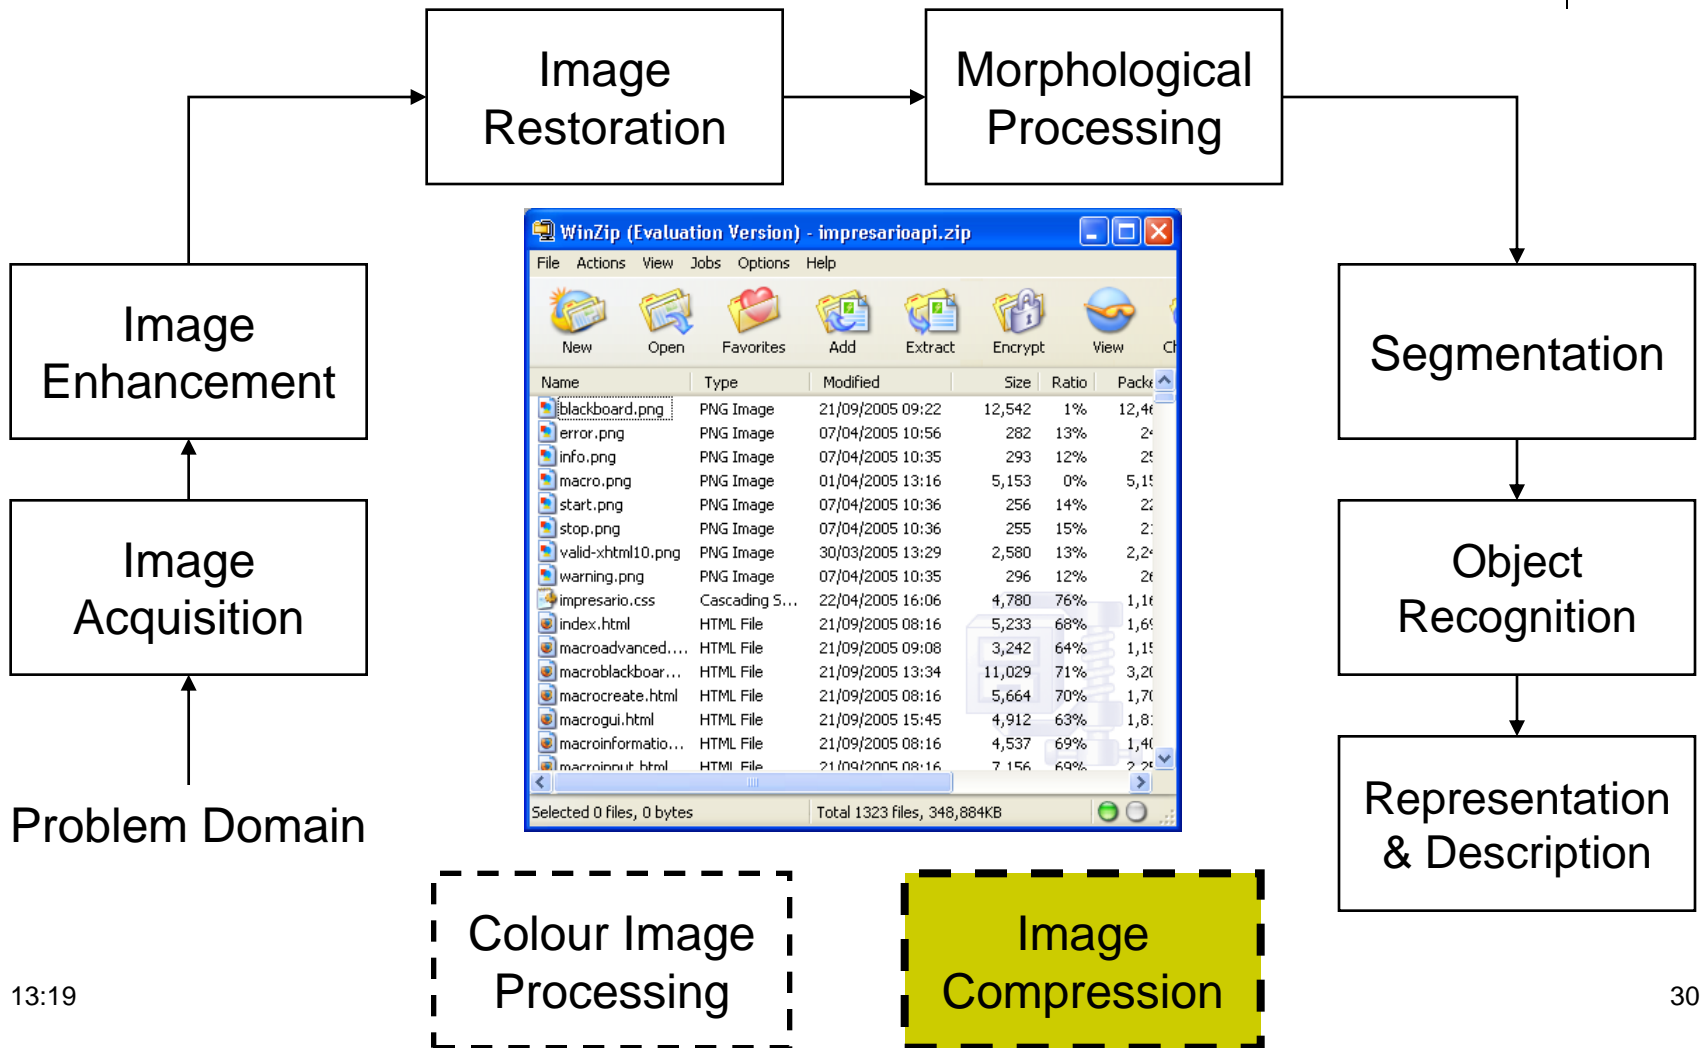 Image
Restoration
Morphological
Processing
Image
Enhancement
Image
Acquisition
Problem Domain
Segmentation
Object
Recognition
Representation
& Description
WinZip (Evaluation Version) - impresarioapi.zip
File Actions View Jobs Options Help
New Open Favorites Add Extract Encrypt View
Name Type Modified Size Ratio
blackboard.png PNG Image 21/09/2005 09:22 12,542 1%
error.png PNG Image 07/04/2005 10:56 282 13%
info.png PNG Image 07/04/2005 10:35 293 12%
macro.png PNG Image 01/04/2005 13:16 5,153 0%
start.png PNG Image 07/04/2005 10:36 256 14%
stop.png PNG Image 07/04/2005 10:36 255 15%
valid-xhtml10.png PNG Image 30/03/2005 13:29 2,580 13%
warning.png PNG Image 07/04/2005 10:35 296 12%
impresario.css Cascading S... 22/04/2005 16:06 4,780 76%
index.html HTML File 21/09/2005 08:16 5,233 68%
macroadvanced.... HTML File 21/09/2005 09:08 3,242 64%
macroblackboar... HTML File 21/09/2005 13:34 11,029 71%
macrocreate.html HTML File 21/09/2005 08:16 5,664 70%
macrogui.html HTML File 21/09/2005 15:45 4,912 63%
macroinformatio... HTML File 21/09/2005 08:16 4,537 69%
macroinput.html HTML File 21/09/2005 08:16 7,156 69%
Selected 0 files, 0 bytes Total 1323 files, 348,884KB
Colour Image
Processing
Image
Compression
13:19
30